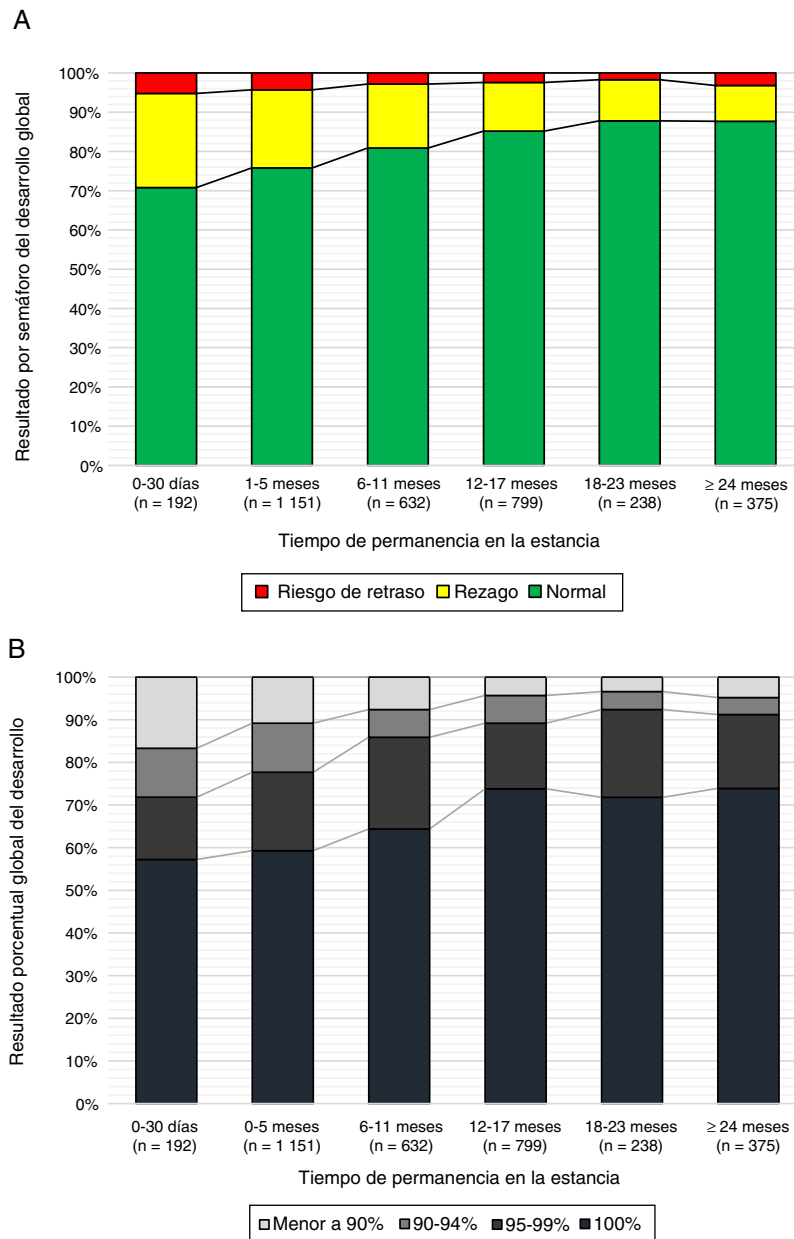 A
Resultado por semáforo del desarrollo global
100%
90%
80%
70%
60%
50%
40%
30%
20%
10%
0%
0-30 días 1-5 meses 6-11 meses 12-17 meses 18-23 meses ≥ 24 meses
(n = 192) (n = 1 151) (n = 632) (n = 799) (n = 238) (n = 375)
Tiempo de permanencia en la estancia
Riesgo de retraso Rezago Normal
B
Resultado porcentual global del desarrollo
100%
90%
80%
70%
60%
50%
40%
30%
20%
10%
0%
0-30 días 0-5 meses 6-11 meses 12-17 meses 18-23 meses ≥ 24 meses
(n = 192) (n = 1 151) (n = 632) (n = 799) (n = 238) (n = 375)
Tiempo de permanencia en la estancia
Menor a 90% 90-94% 95-99% 100%